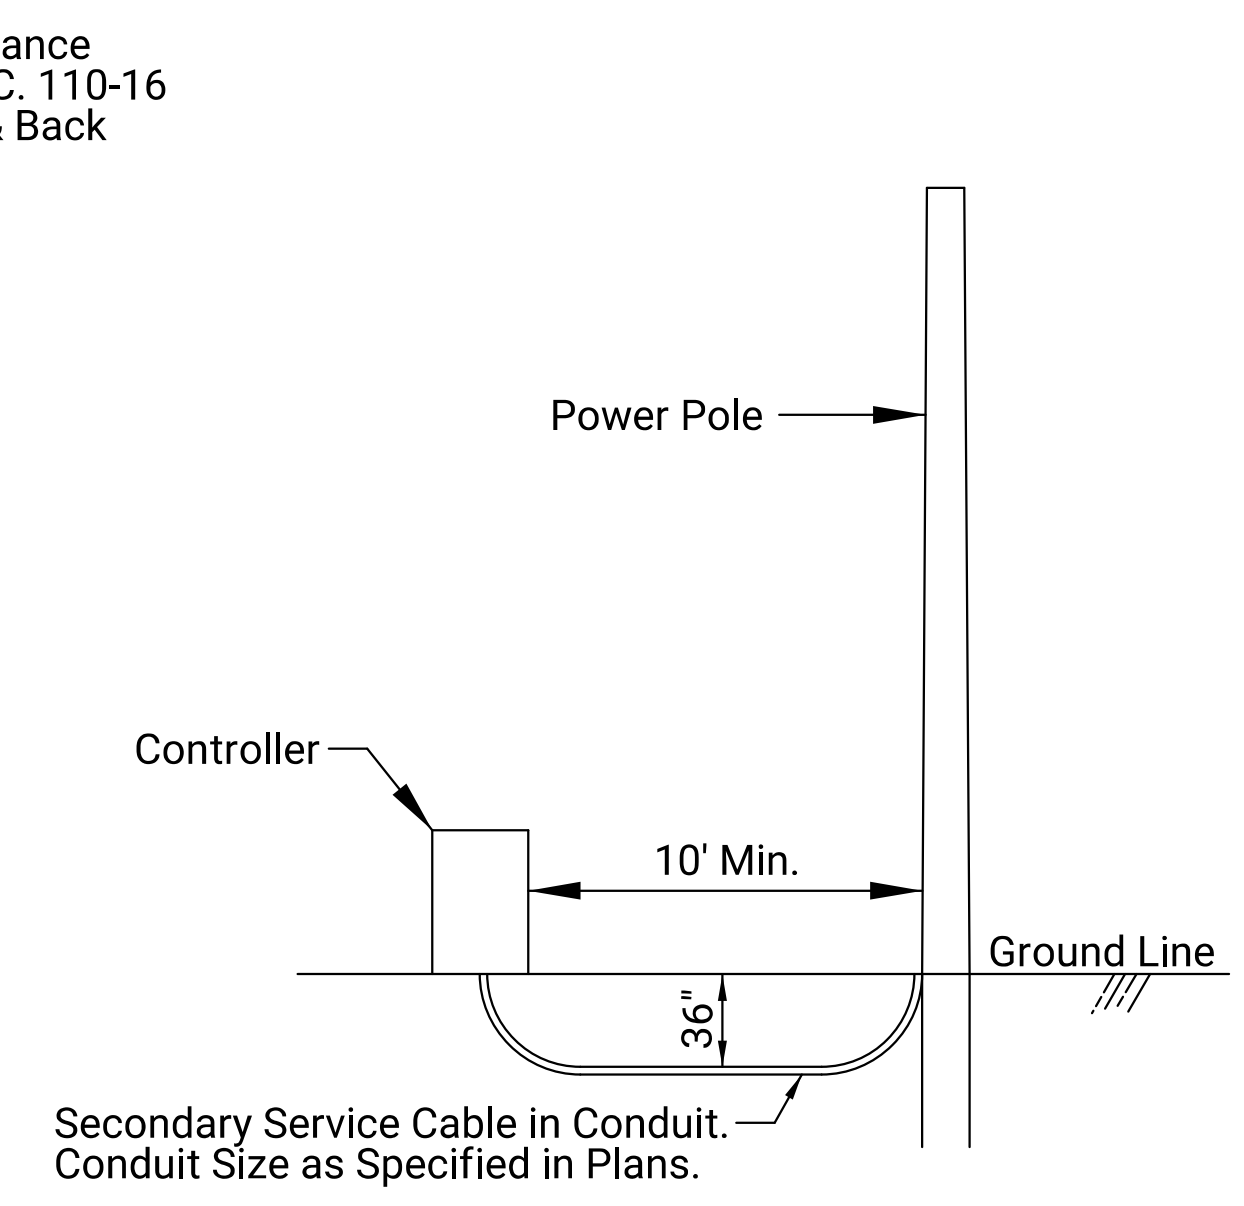 ance
C. 110-16
& Back
Power Pole
Controller
10' Min.
Ground Line
36"
Secondary Service Cable in Conduit.
Conduit Size as Specified in Plans.